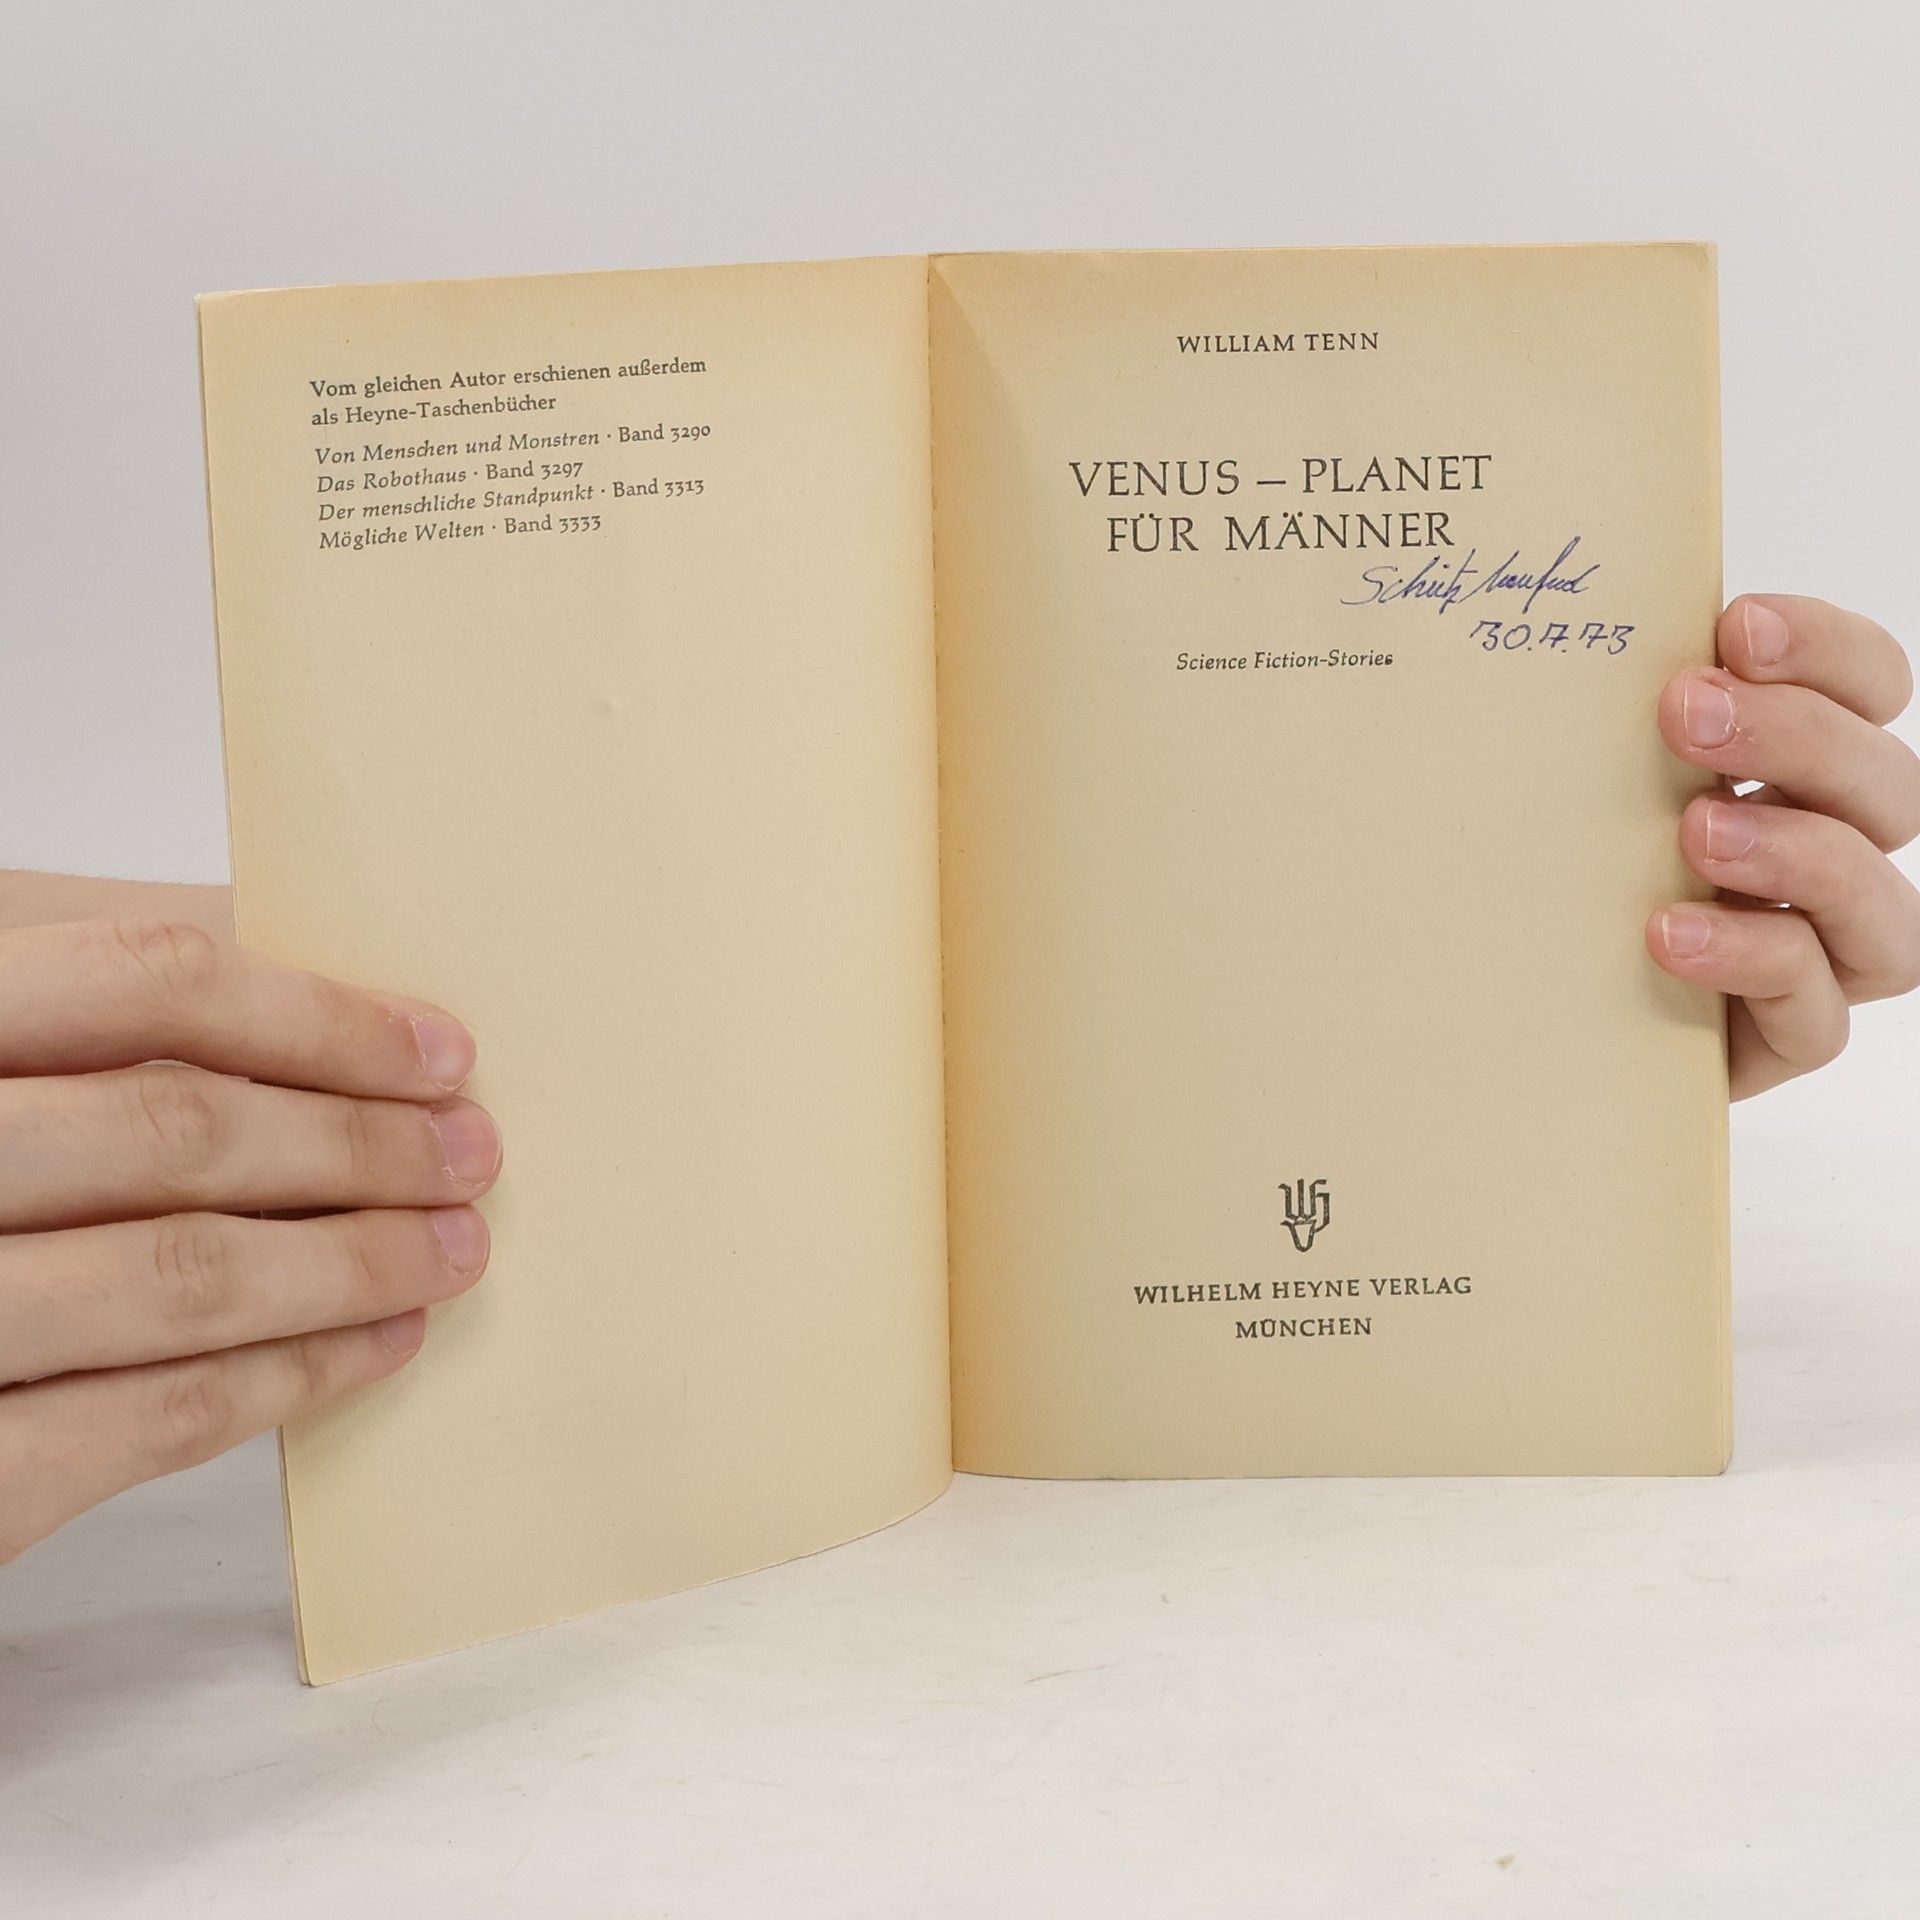 Vom gleichen Autor erschienen außerdem
als Heyne-Taschenbücher
Von Menschen und Monstren · Band 3290
Das Robothaus · Band 3297
Der menschliche Standpunkt · Band 3313
Mögliche Welten · Band 3333
WILLIAM TENN
VENUS – PLANET
FÜR MÄNNER
Schütz Manfred
30.7.73
Science Fiction-Stories
WILHELM HEYNE VERLAG
MÜNCHEN